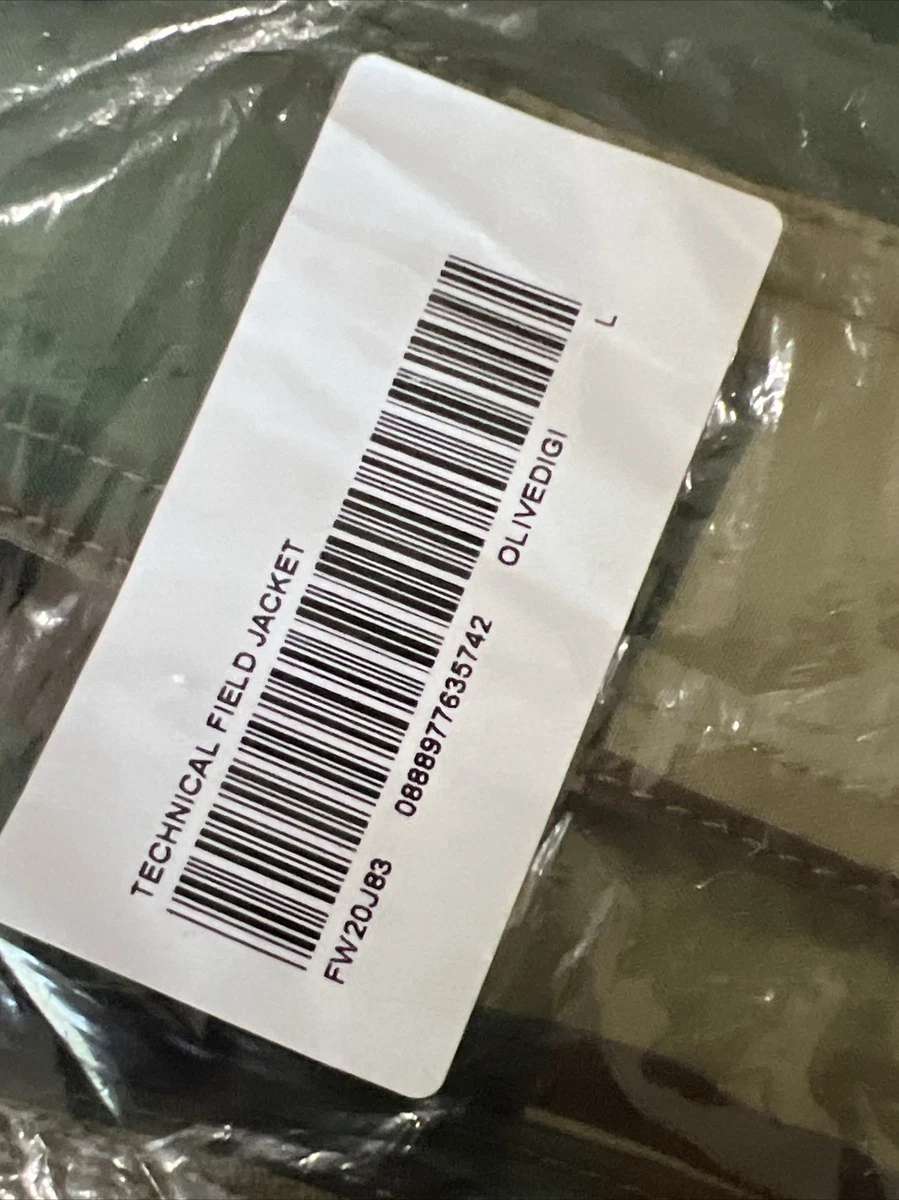 TECHNICAL FIELD JACKET
FW20J83 0888977635742 OLIVEDIGI L